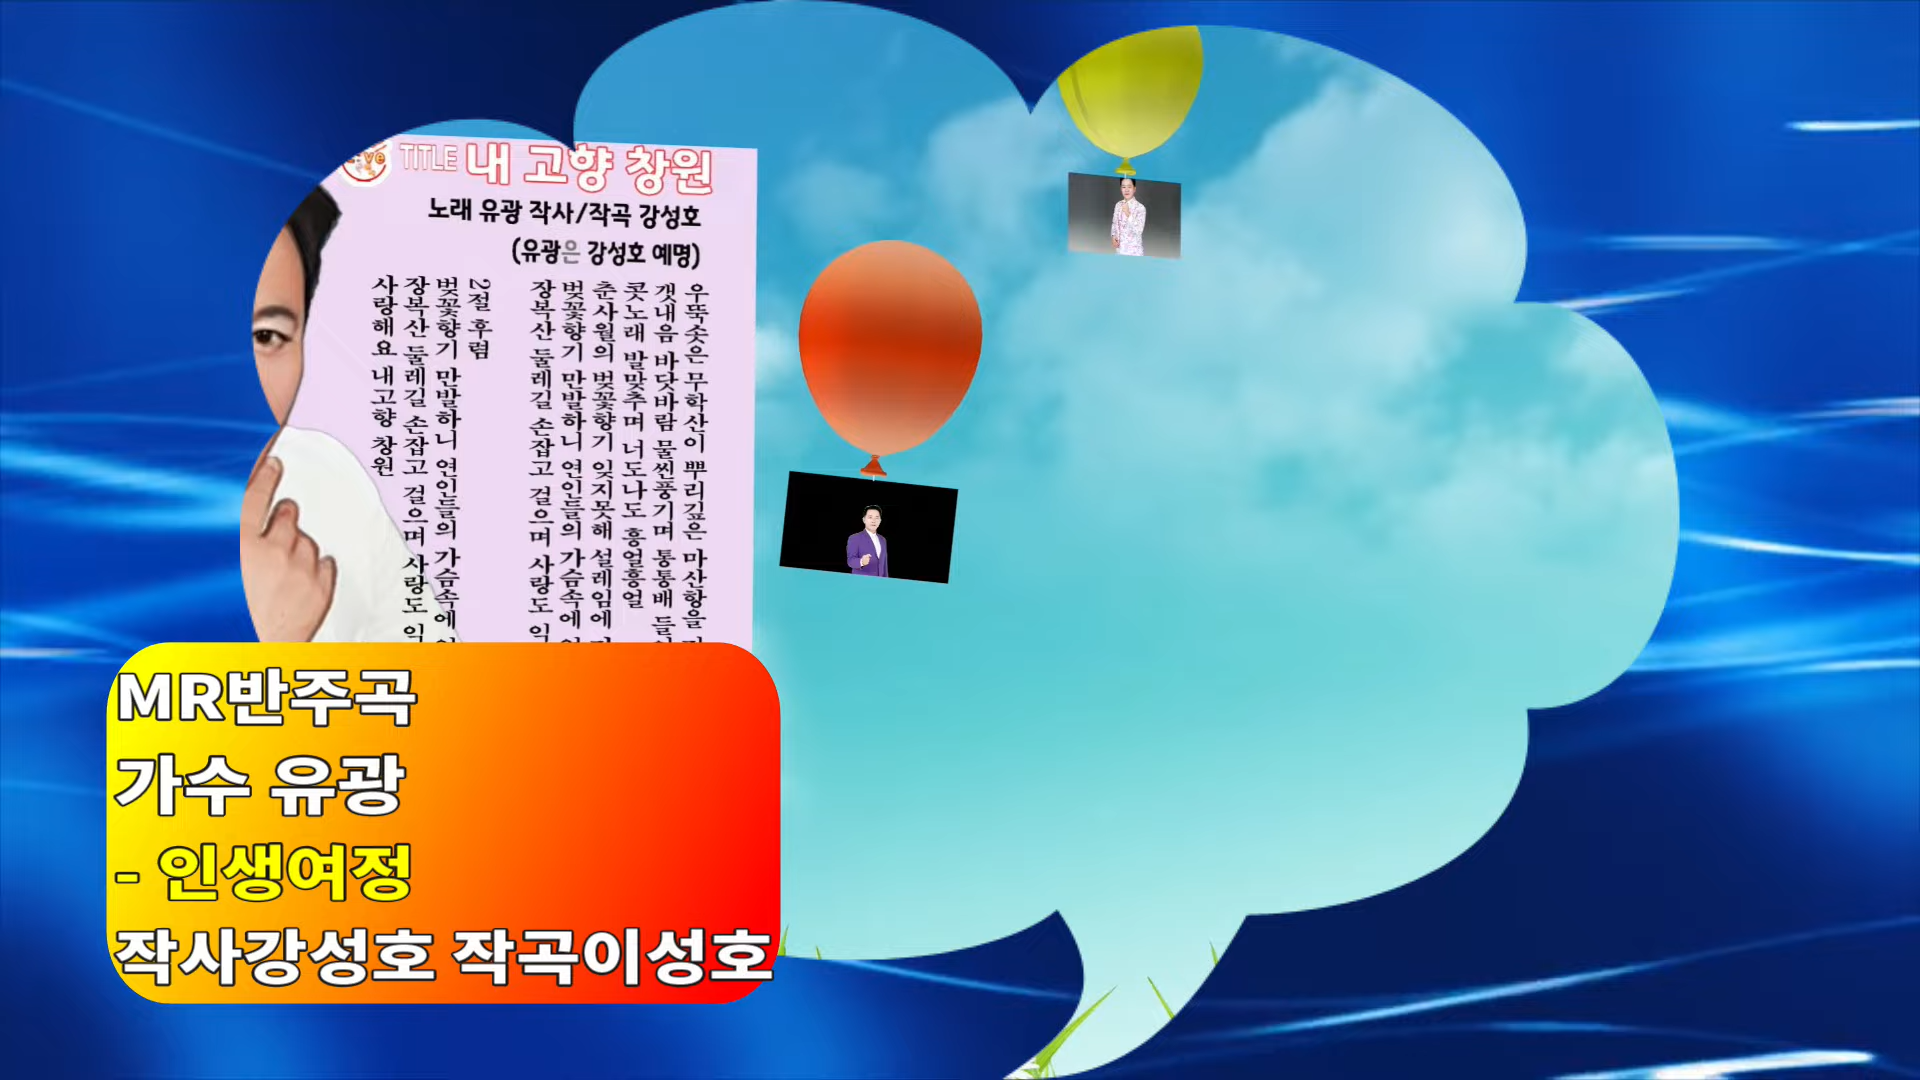 TITLE 내 고향 창원
노래 유광 작사/작곡 강성호
(유광은 강성호 예명)
우뚝솟은 무학산이 뿌리깊은 마산항을
갯내음 바닷바람 물씬풍기며 통통배
콧노래 발맞추며 너도나도 흥얼흥얼
춘사월의 벚꽃향기 잊지못해 설레임에
벚꽃향기 만발하니 연인들의 가슴속에
장복산 둘레길 손잡고 걸으며 사랑도
2절 후렴
벚꽃향기 만발하니 연인들의 가슴속에
장복산 둘레길 손잡고 걸으며 사랑도
사랑해요 내고향 창원
MR반주곡
가수 유광
- 인생여정
작사강성호 작곡이성호